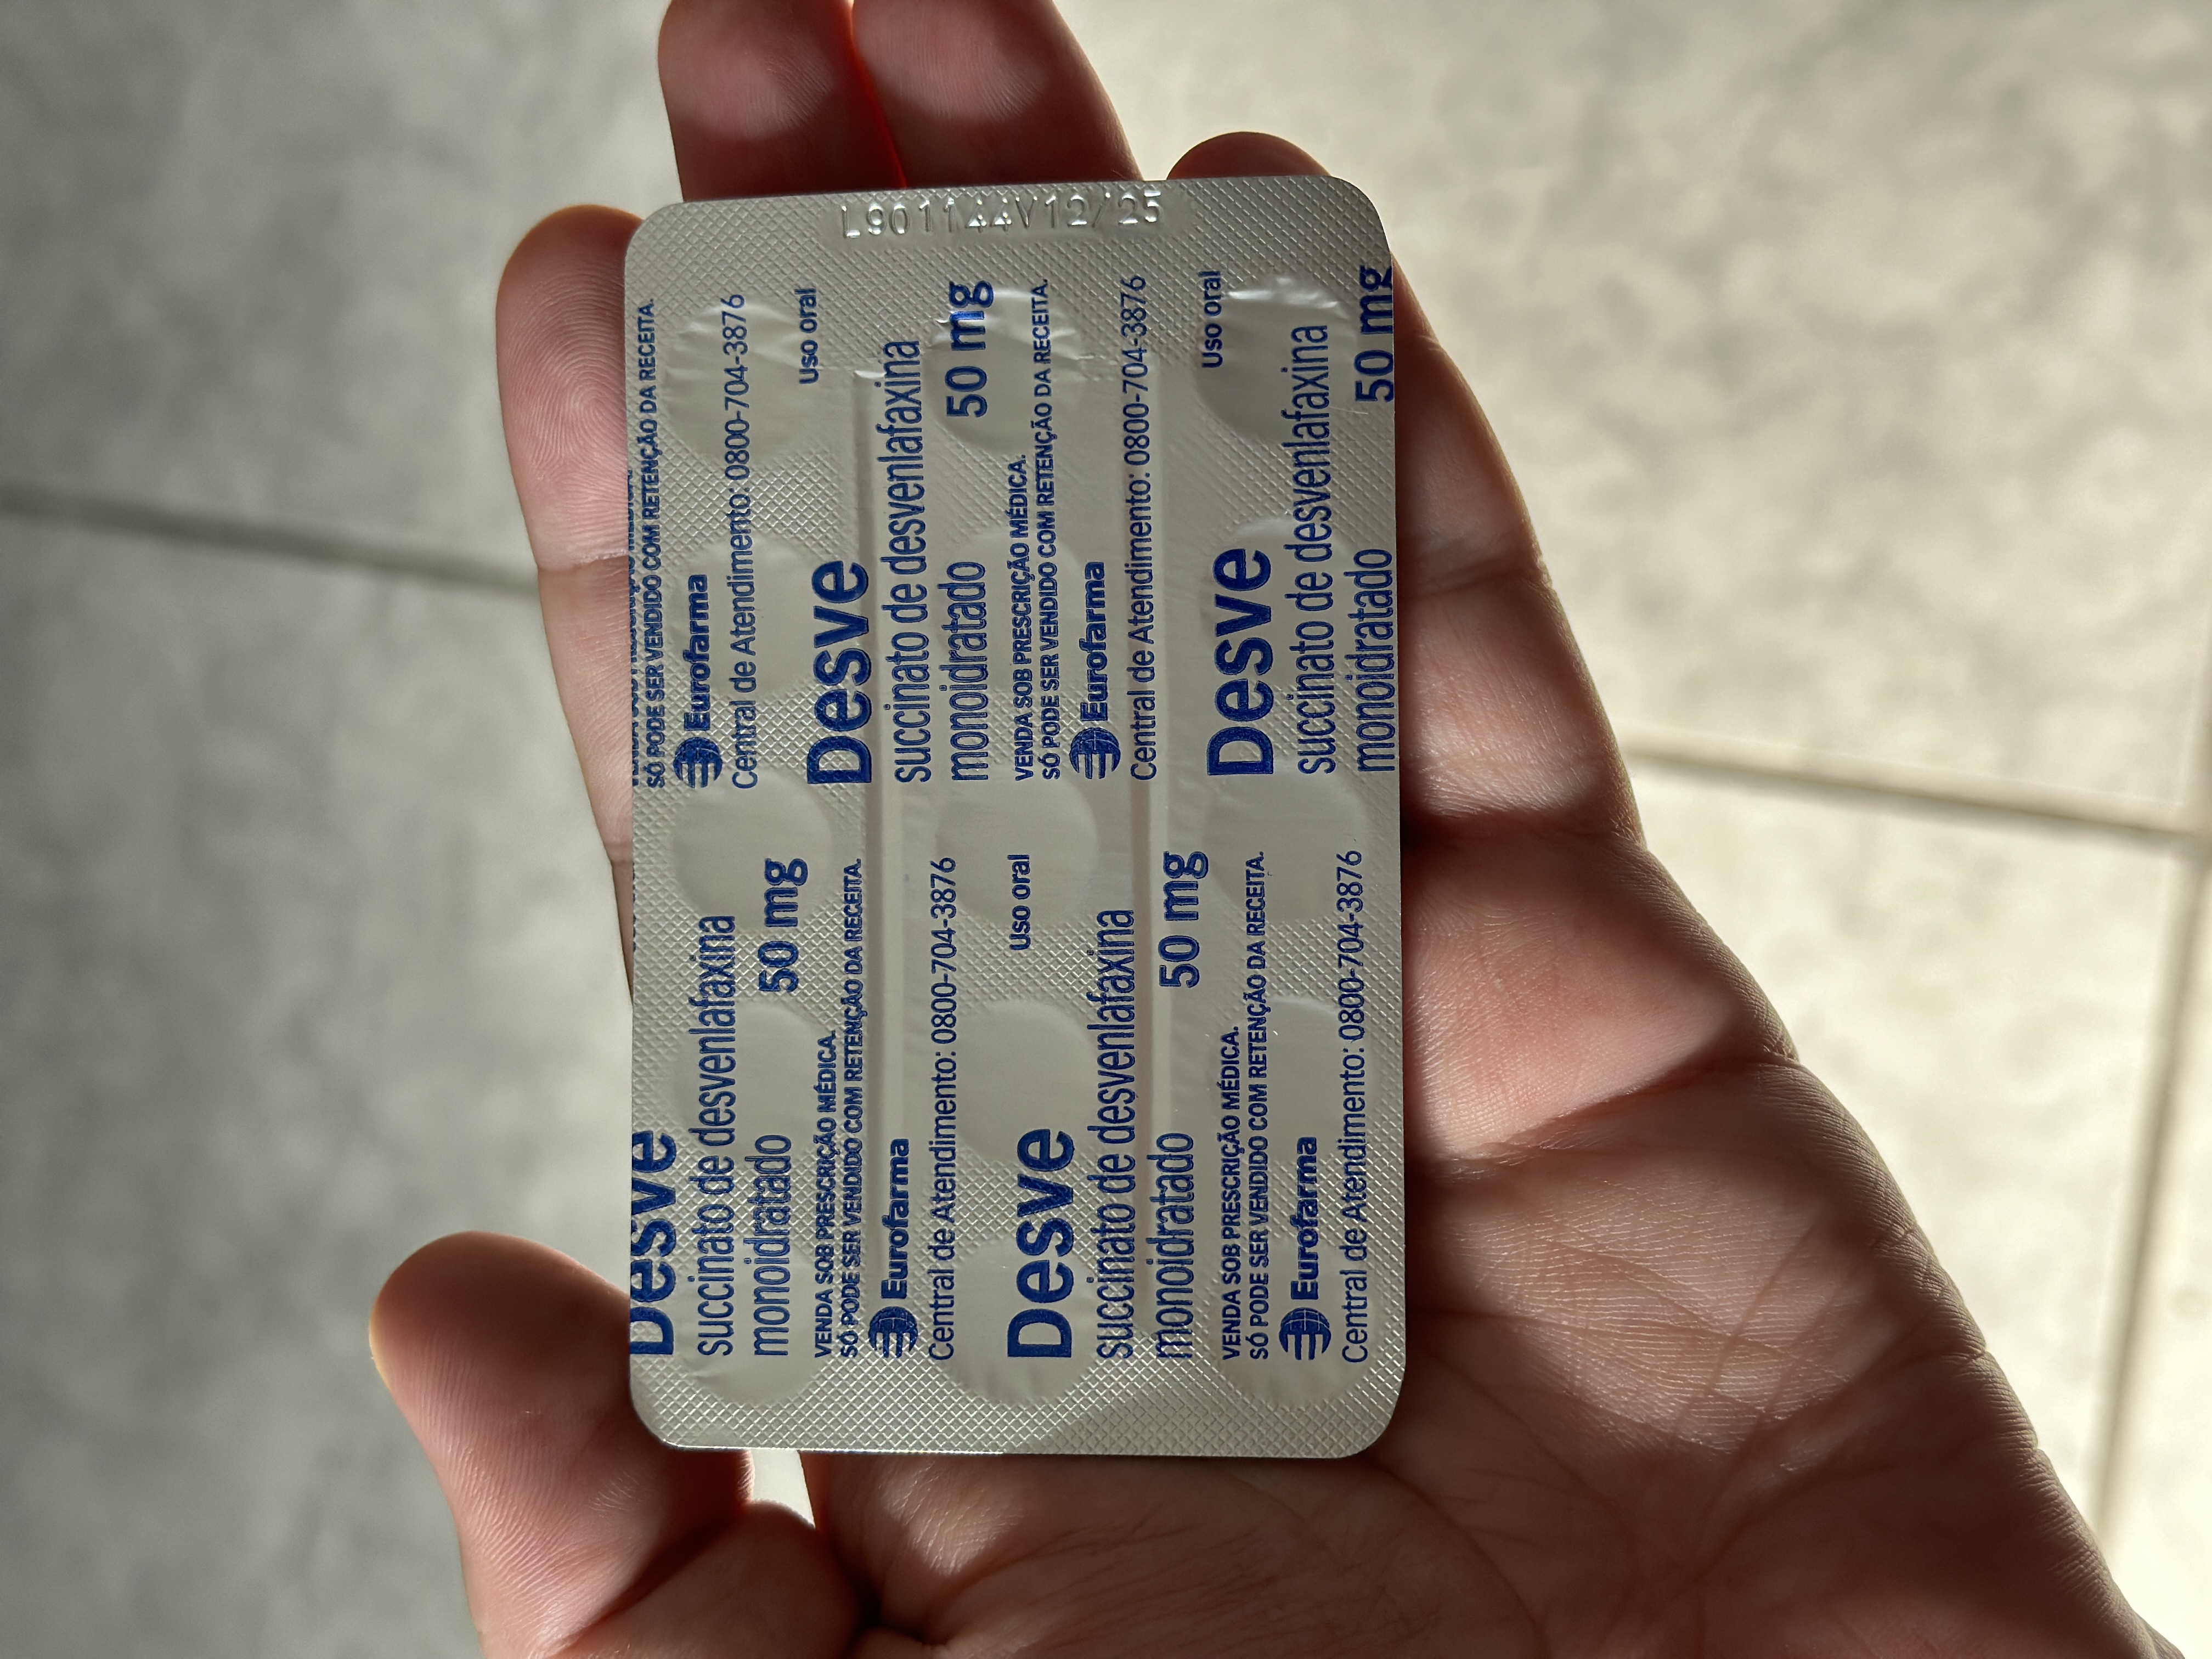 Desve
succinato de desvenlafaxina
monoidratado 50 mg
VENDA SOB PRESCRIÇÃO MÉDICA.
SÓ PODE SER VENDIDO COM RETENÇÃO DA RECEITA.
Eurofarma
Central de Atendimento: 0800-704-3876
Uso oral
Desve
succinato de desvenlafaxina
monoidratado 50 mg
VENDA SOB PRESCRIÇÃO MÉDICA.
SÓ PODE SER VENDIDO COM RETENÇÃO DA RECEITA.
Eurofarma
Central de Atendimento: 0800-704-3876
VENDA SOB PRESCRIÇÃO MÉDICA.
SÓ PODE SER VENDIDO COM RETENÇÃO DA RECEITA.
Eurofarma
Central de Atendimento: 0800-704-3876
Uso oral
Desve
succinato de desvenlafaxina
monoidratado 50 mg
VENDA SOB PRESCRIÇÃO MÉDICA.
SÓ PODE SER VENDIDO COM RETENÇÃO DA RECEITA.
Eurofarma
Central de Atendimento: 0800-704-3876
Uso oral
Desve
succinato de desvenlafaxina
monoidratado 50 mg